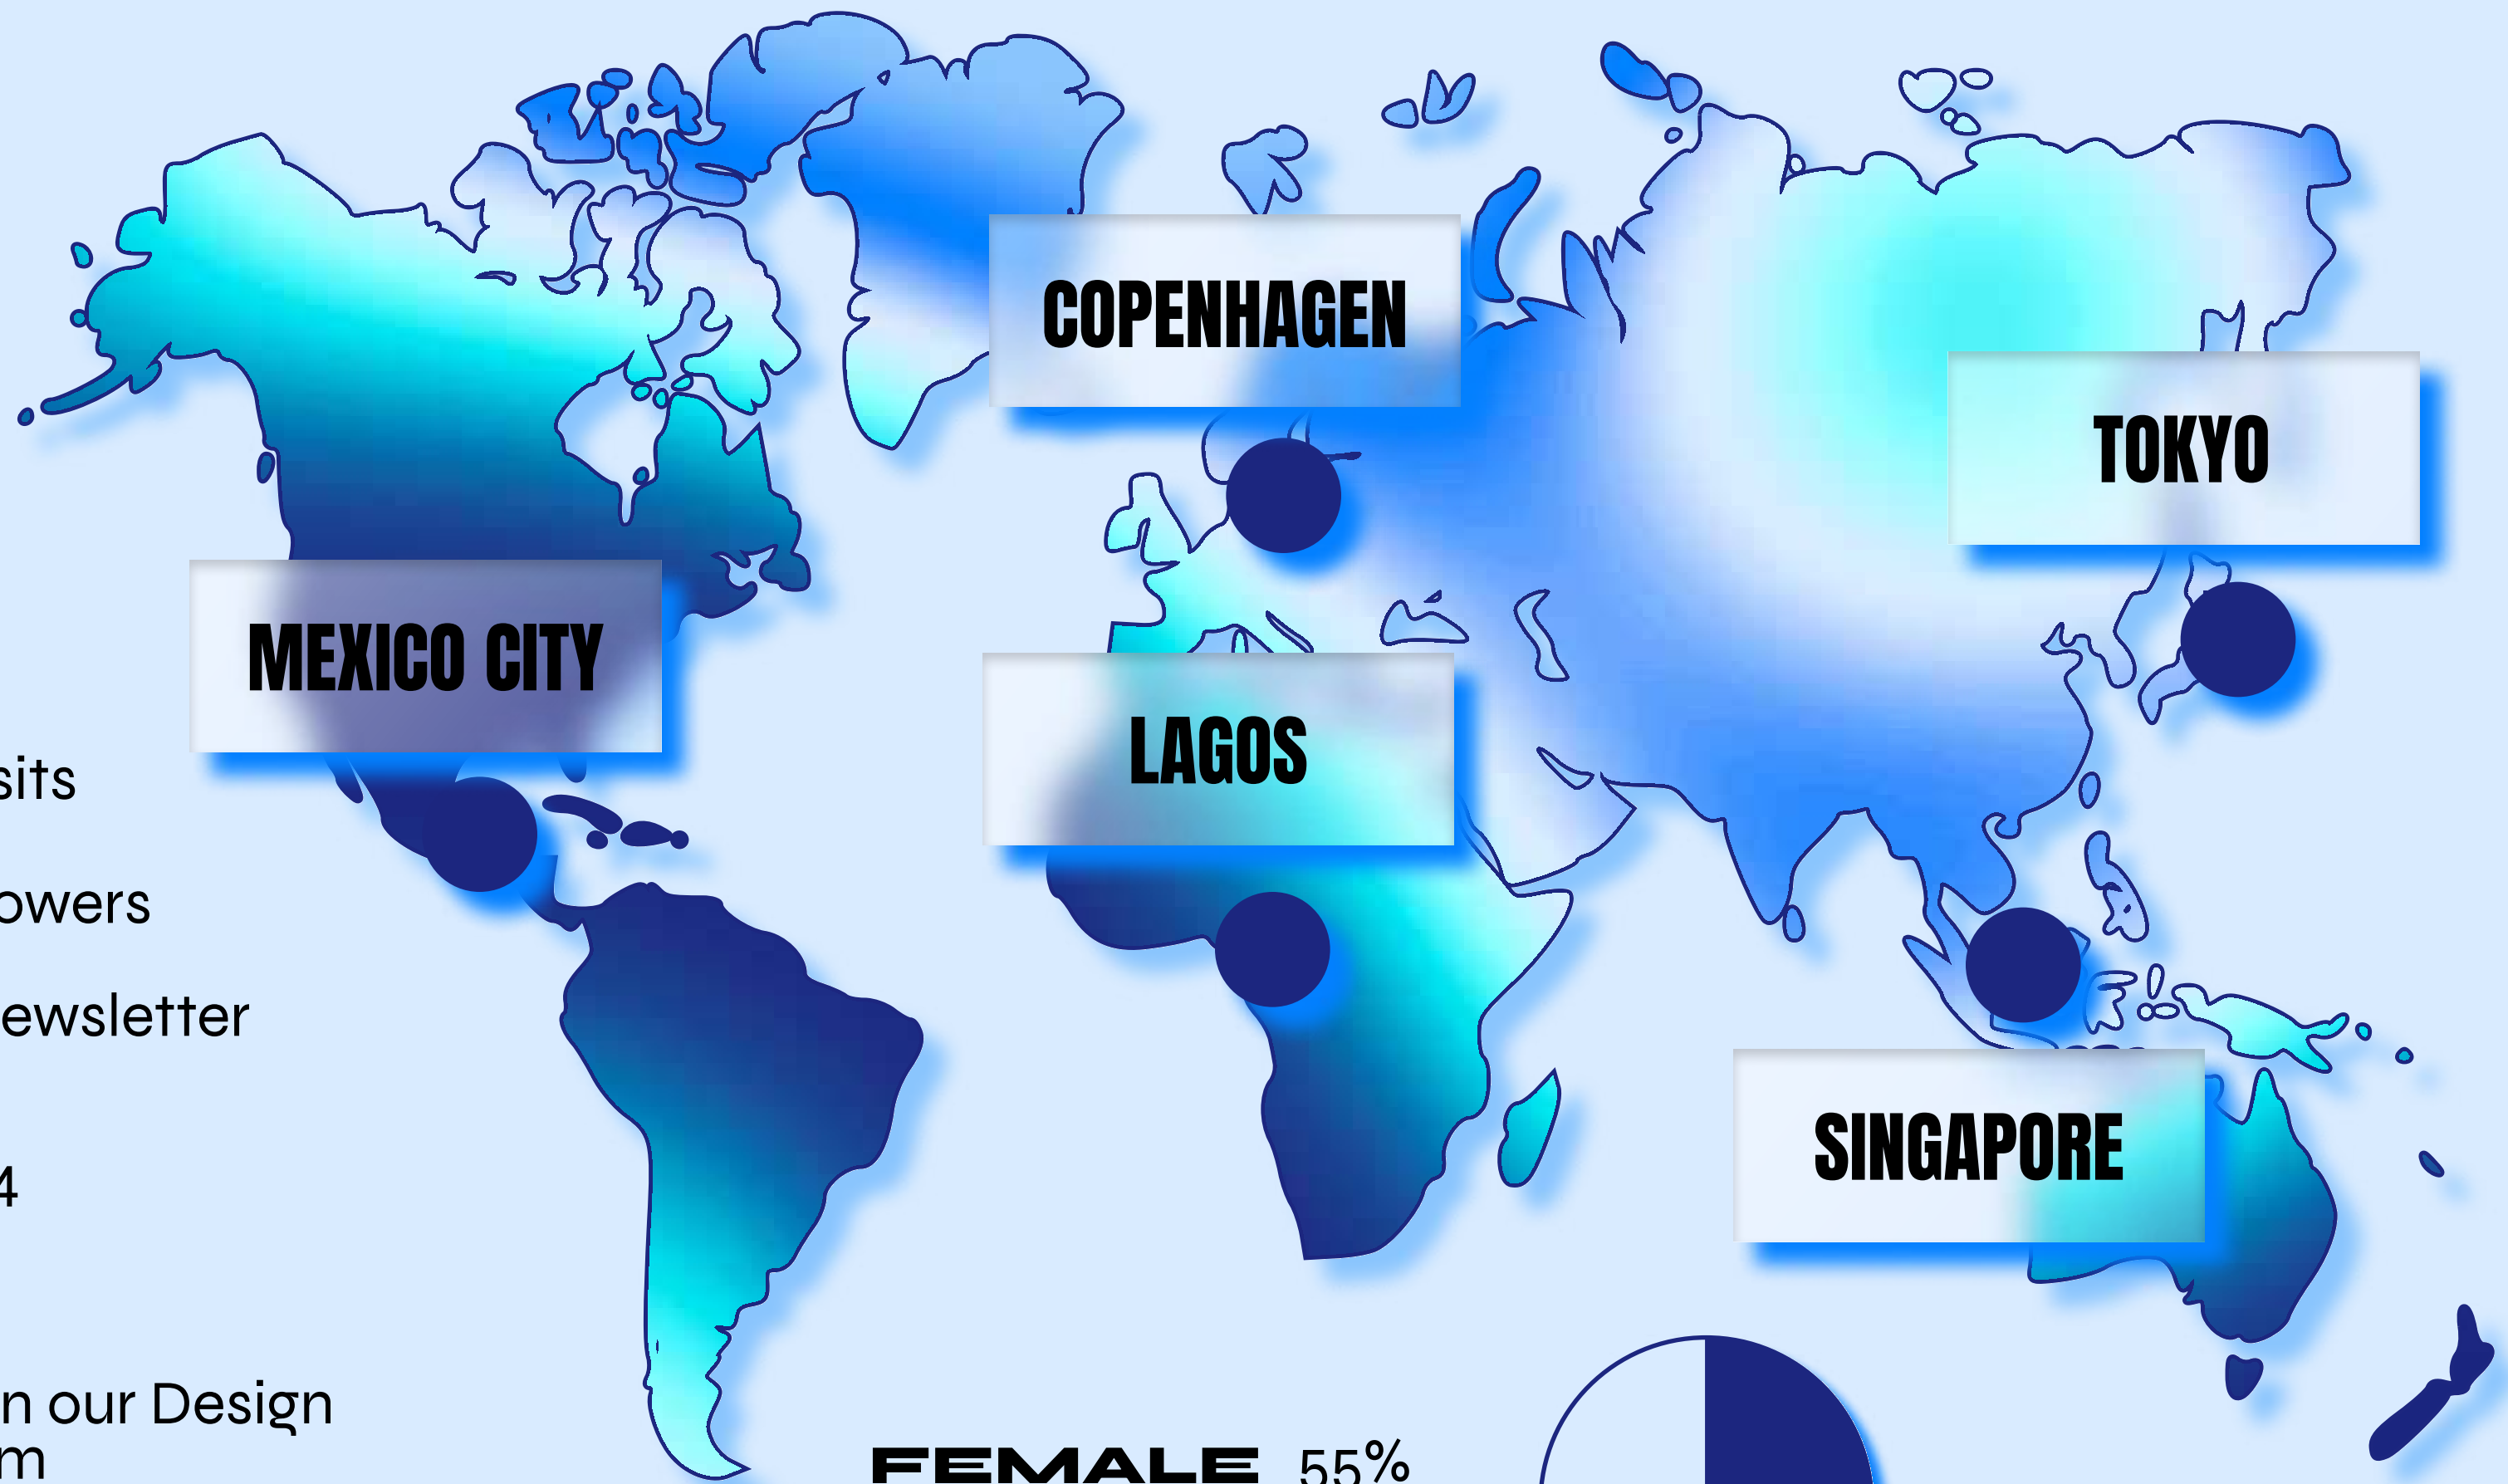 COPENHAGEN
TOKYO
MEXICO CITY
LAGOS
sits
owers
ewsletter
SINGAPORE
4
n our Design
m
FEMALE 55%